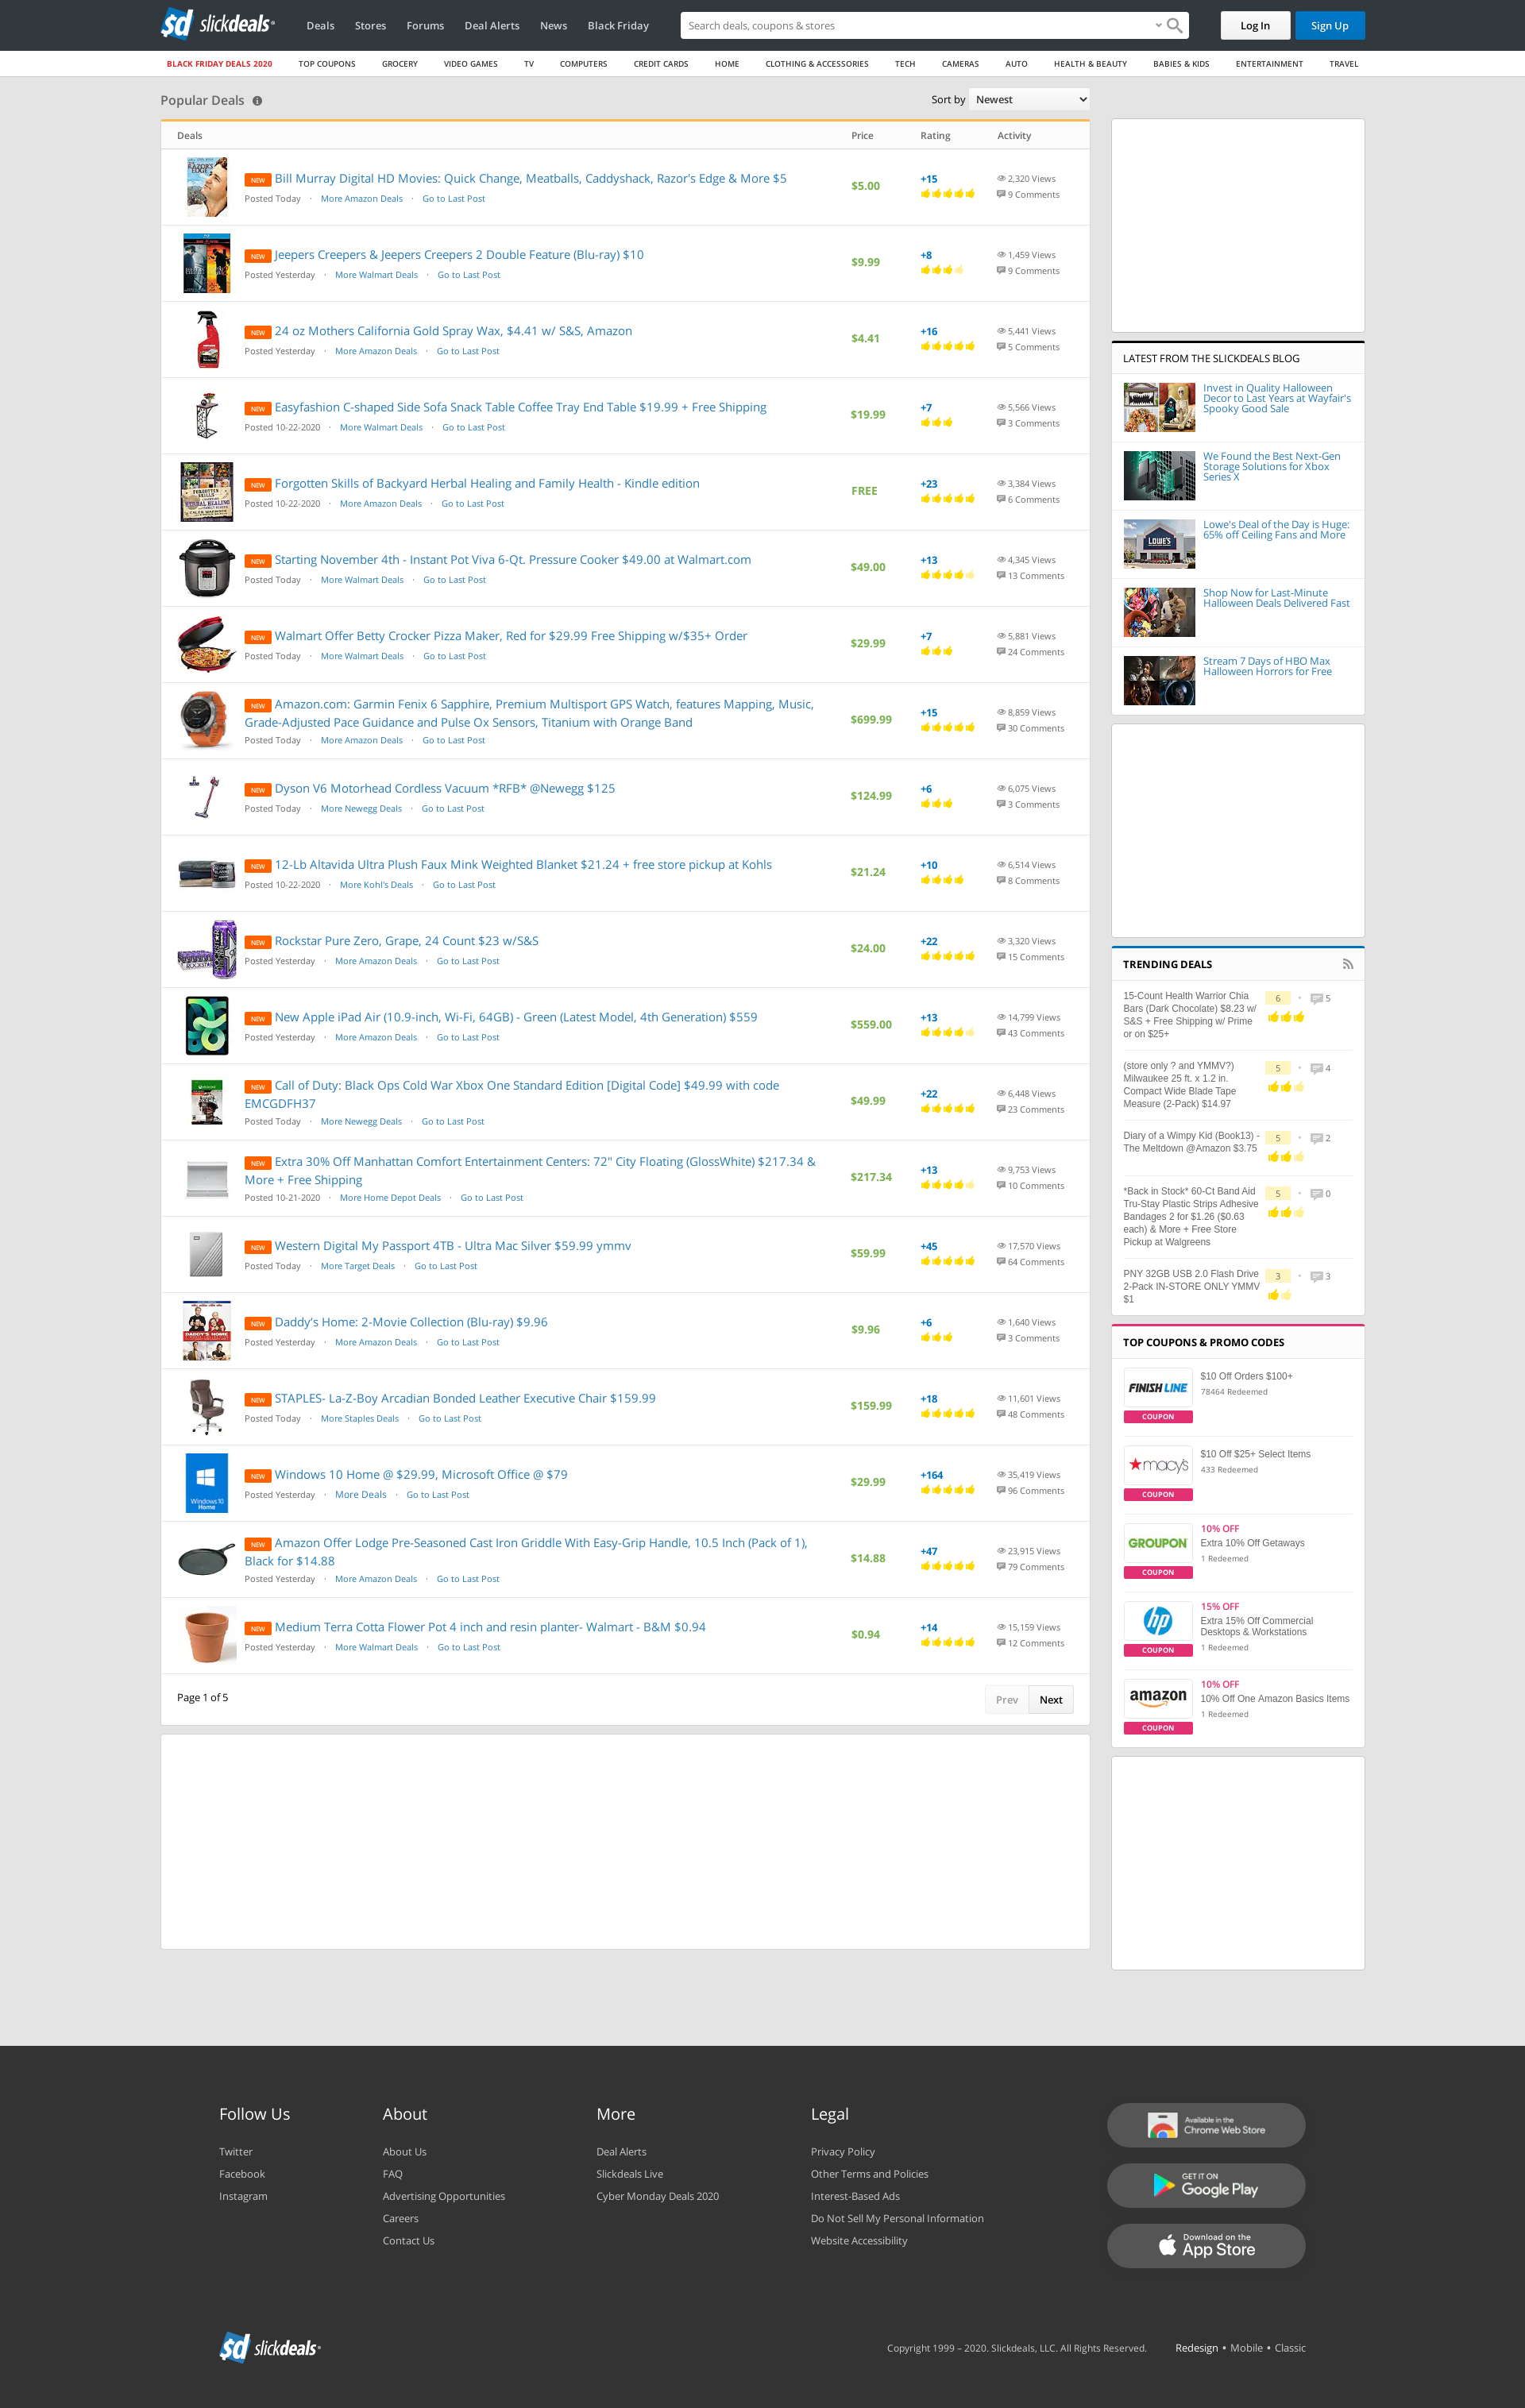 sd slickdeals
Deals Stores Forums Deal Alerts News Black Friday
Search deals, coupons & stores
Log In Sign Up
BLACK FRIDAY DEALS 2020 TOP COUPONS GROCERY VIDEO GAMES TV COMPUTERS CREDIT CARDS HOME CLOTHING & ACCESSORIES TECH CAMERAS AUTO HEALTH & BEAUTY BABIES & KIDS ENTERTAINMENT TRAVEL
Popular Deals
Sort by Newest
Deals Price Rating Activity
NEW Bill Murray Digital HD Movies: Quick Change, Meatballs, Caddyshack, Razor's Edge & More $5
Posted Today · More Amazon Deals · Go to Last Post
$5.00
+15
2,320 Views
9 Comments
NEW Jeepers Creepers & Jeepers Creepers 2 Double Feature (Blu-ray) $10
Posted Yesterday · More Walmart Deals · Go to Last Post
$9.99
+8
1,459 Views
9 Comments
NEW 24 oz Mothers California Gold Spray Wax, $4.41 w/ S&S, Amazon
Posted Yesterday · More Amazon Deals · Go to Last Post
$4.41
+16
5,441 Views
5 Comments
NEW Easyfashion C-shaped Side Sofa Snack Table Coffee Tray End Table $19.99 + Free Shipping
Posted 10-22-2020 · More Walmart Deals · Go to Last Post
$19.99
+7
5,566 Views
3 Comments
NEW Forgotten Skills of Backyard Herbal Healing and Family Health - Kindle edition
Posted 10-22-2020 · More Amazon Deals · Go to Last Post
FREE
+23
3,384 Views
6 Comments
NEW Starting November 4th - Instant Pot Viva 6-Qt. Pressure Cooker $49.00 at Walmart.com
Posted Today · More Walmart Deals · Go to Last Post
$49.00
+13
4,345 Views
13 Comments
NEW Walmart Offer Betty Crocker Pizza Maker, Red for $29.99 Free Shipping w/$35+ Order
Posted Today · More Walmart Deals · Go to Last Post
$29.99
+7
5,881 Views
24 Comments
NEW Amazon.com: Garmin Fenix 6 Sapphire, Premium Multisport GPS Watch, features Mapping, Music,
Grade-Adjusted Pace Guidance and Pulse Ox Sensors, Titanium with Orange Band
Posted Today · More Amazon Deals · Go to Last Post
$699.99
+15
8,859 Views
30 Comments
NEW Dyson V6 Motorhead Cordless Vacuum *RFB* @Newegg $125
Posted Today · More Newegg Deals · Go to Last Post
$124.99
+6
6,075 Views
3 Comments
NEW 12-Lb Altavida Ultra Plush Faux Mink Weighted Blanket $21.24 + free store pickup at Kohls
Posted 10-22-2020 · More Kohl's Deals · Go to Last Post
$21.24
+10
6,514 Views
8 Comments
NEW Rockstar Pure Zero, Grape, 24 Count $23 w/S&S
Posted Yesterday · More Amazon Deals · Go to Last Post
$24.00
+22
3,320 Views
15 Comments
NEW New Apple iPad Air (10.9-inch, Wi-Fi, 64GB) - Green (Latest Model, 4th Generation) $559
Posted Yesterday · More Amazon Deals · Go to Last Post
$559.00
+13
14,799 Views
43 Comments
NEW Call of Duty: Black Ops Cold War Xbox One Standard Edition [Digital Code] $49.99 with code
EMCGDFH37
Posted Today · More Newegg Deals · Go to Last Post
$49.99
+22
6,448 Views
23 Comments
NEW Extra 30% Off Manhattan Comfort Entertainment Centers: 72" City Floating (GlossWhite) $217.34 &
More + Free Shipping
Posted 10-21-2020 · More Home Depot Deals · Go to Last Post
$217.34
+13
9,753 Views
10 Comments
NEW Western Digital My Passport 4TB - Ultra Mac Silver $59.99 ymmv
Posted Today · More Target Deals · Go to Last Post
$59.99
+45
17,570 Views
64 Comments
NEW Daddy's Home: 2-Movie Collection (Blu-ray) $9.96
Posted Yesterday · More Amazon Deals · Go to Last Post
$9.96
+6
1,640 Views
3 Comments
NEW STAPLES- La-Z-Boy Arcadian Bonded Leather Executive Chair $159.99
Posted Today · More Staples Deals · Go to Last Post
$159.99
+18
11,601 Views
48 Comments
Windows 10
Home
NEW Windows 10 Home @ $29.99, Microsoft Office @ $79
Posted Yesterday · More Deals · Go to Last Post
$29.99
+164
35,419 Views
96 Comments
NEW Amazon Offer Lodge Pre-Seasoned Cast Iron Griddle With Easy-Grip Handle, 10.5 Inch (Pack of 1),
Black for $14.88
Posted Yesterday · More Amazon Deals · Go to Last Post
$14.88
+47
23,915 Views
79 Comments
NEW Medium Terra Cotta Flower Pot 4 inch and resin planter- Walmart - B&M $0.94
Posted Yesterday · More Walmart Deals · Go to Last Post
$0.94
+14
15,159 Views
12 Comments
Page 1 of 5
Prev Next
LATEST FROM THE SLICKDEALS BLOG
Invest in Quality Halloween
Decor to Last Years at Wayfair's
Spooky Good Sale
We Found the Best Next-Gen
Storage Solutions for Xbox
Series X
LOWE'S
Lowe's Deal of the Day is Huge:
65% off Ceiling Fans and More
Shop Now for Last-Minute
Halloween Deals Delivered Fast
Stream 7 Days of HBO Max
Halloween Horrors for Free
TRENDING DEALS
15-Count Health Warrior Chia
Bars (Dark Chocolate) $8.23 w/
S&S + Free Shipping w/ Prime
or on $25+
6 · 5
(store only ? and YMMV?)
Milwaukee 25 ft. x 1.2 in.
Compact Wide Blade Tape
Measure (2-Pack) $14.97
5 · 4
Diary of a Wimpy Kid (Book13) -
The Meltdown @Amazon $3.75
5 · 2
*Back in Stock* 60-Ct Band Aid
Tru-Stay Plastic Strips Adhesive
Bandages 2 for $1.26 ($0.63
each) & More + Free Store
Pickup at Walgreens
5 · 0
PNY 32GB USB 2.0 Flash Drive
2-Pack IN-STORE ONLY YMMV
$1
3 · 3
TOP COUPONS & PROMO CODES
FINISH LINE
COUPON
$10 Off Orders $100+
78464 Redeemed
macy's
COUPON
$10 Off $25+ Select Items
433 Redeemed
GROUPON
COUPON
10% OFF
Extra 10% Off Getaways
1 Redeemed
hp
COUPON
15% OFF
Extra 15% Off Commercial
Desktops & Workstations
1 Redeemed
amazon
COUPON
10% OFF
10% Off One Amazon Basics Items
1 Redeemed
Follow Us
Twitter
Facebook
Instagram
About
About Us
FAQ
Advertising Opportunities
Careers
Contact Us
More
Deal Alerts
Slickdeals Live
Cyber Monday Deals 2020
Legal
Privacy Policy
Other Terms and Policies
Interest-Based Ads
Do Not Sell My Personal Information
Website Accessibility
Available in the
Chrome Web Store
GET IT ON
Google Play
Download on the
App Store
sd slickdeals
Copyright 1999 – 2020. Slickdeals, LLC. All Rights Reserved.
Redesign • Mobile • Classic